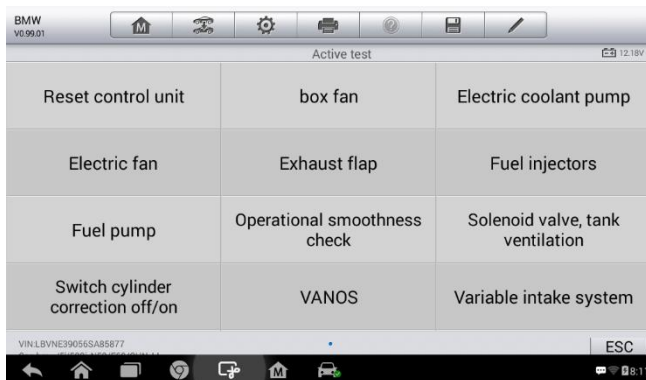 BMW
V0.99.01
Active test
12.18V
Reset control unit
box fan
Electric coolant pump
Electric fan
Exhaust flap
Fuel injectors
Fuel pump
Operational smoothness
check
Solenoid valve, tank
ventilation
Switch cylinder
correction off/on
VANOS
Variable intake system
VIN:LBVNE39056SA85877
ESC